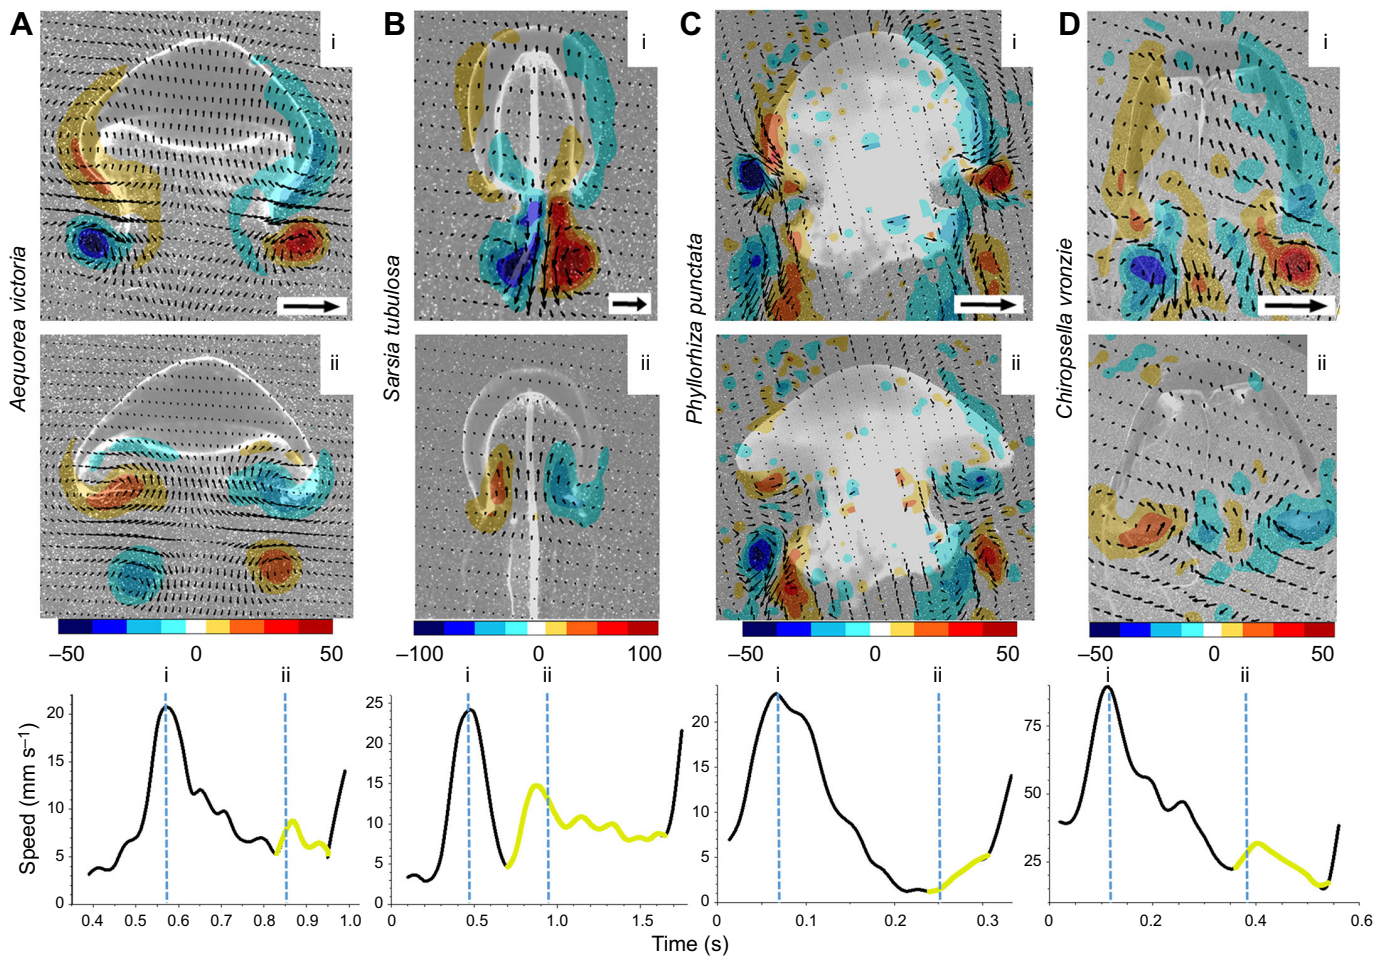 A
B
C
D
i
i
i
i
Aequorea victoria
Sarsia tubulosa
Phyllorhiza punctata
Chiropsella vronzie
ii
ii
ii
ii
–50 0 50
–100 0 100
–50 0 50
–50 0 50
i ii
i ii
i ii
i ii
Speed (mm s–1)
20
15
10
5
0
0.4 0.5 0.6 0.7 0.8 0.9 1.0
25
20
15
10
5
0
0 0.5 1.0 1.5
20
10
5
0
0 0.1 0.2 0.3
75
50
25
0 0.2 0.4 0.6
Time (s)